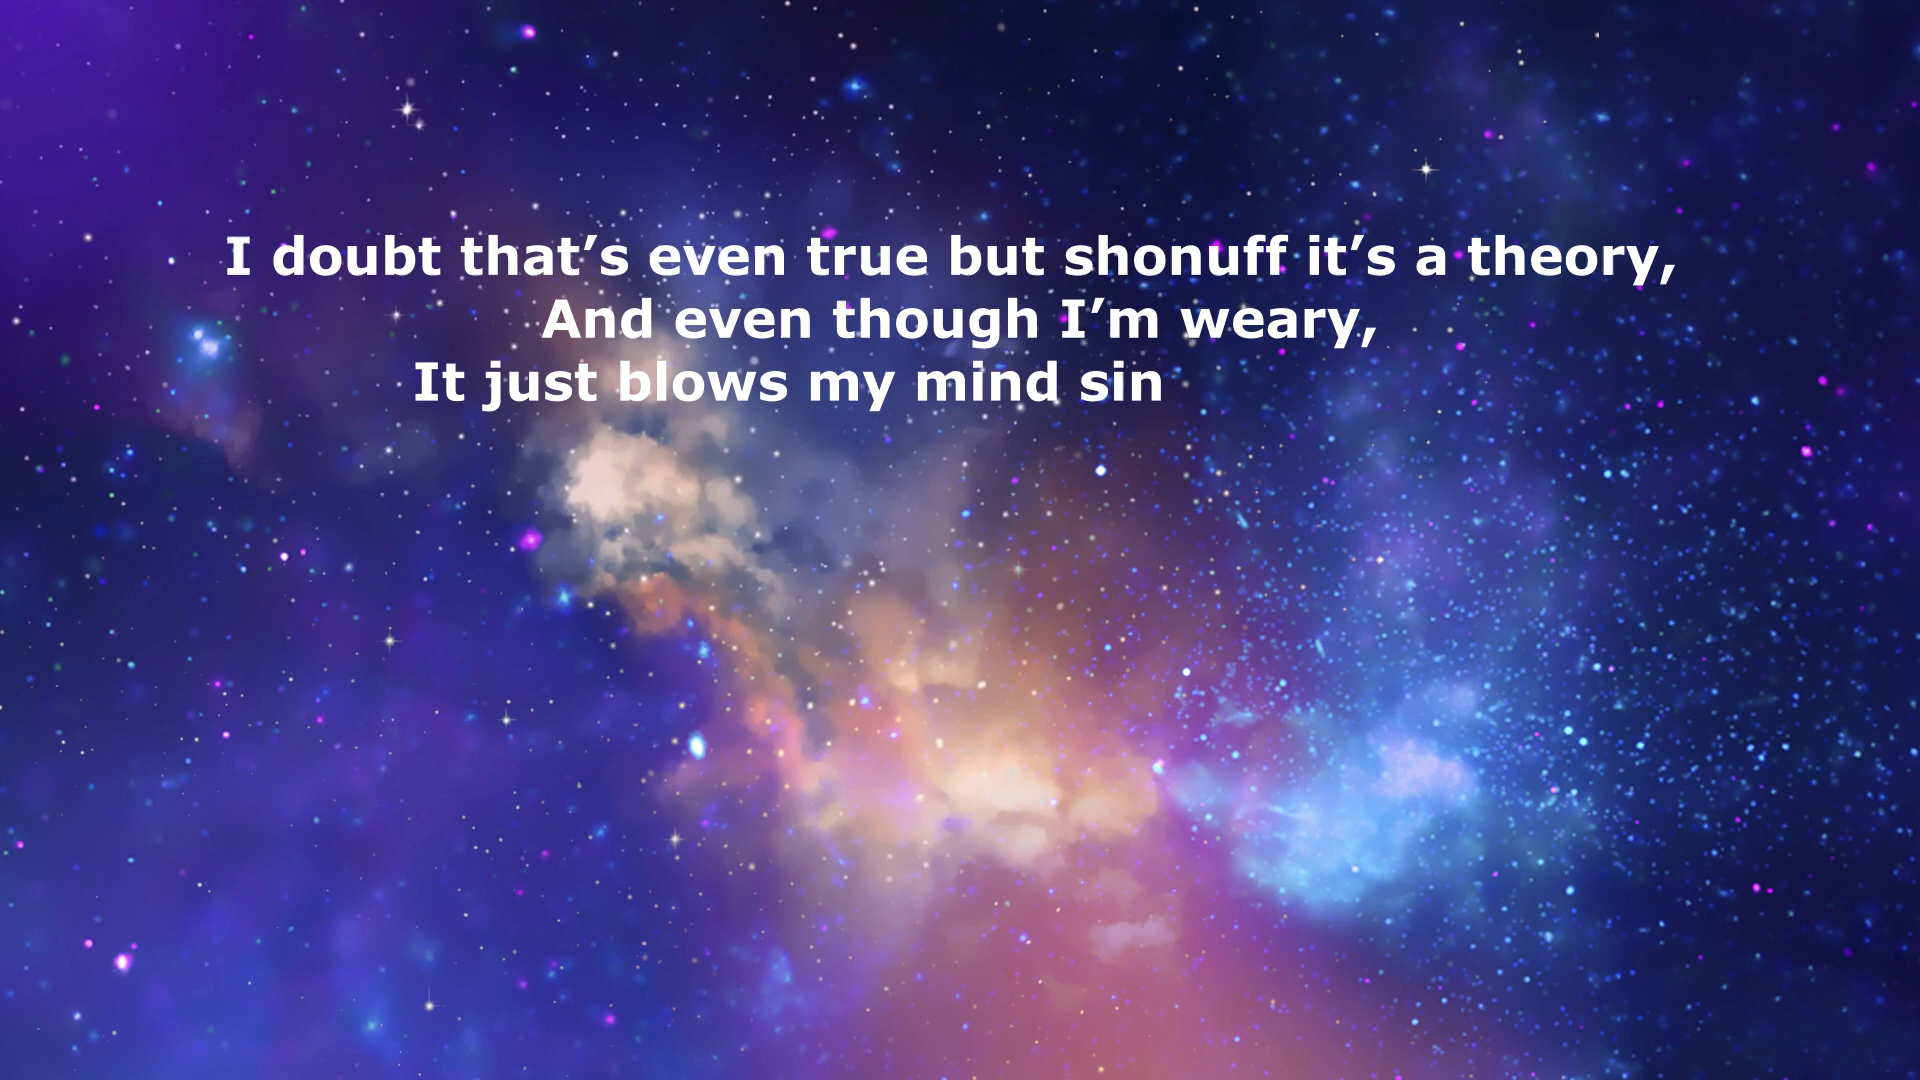 I doubt that’s even true but shonuff it’s a theory,
And even though I’m weary,
It just blows my mind sin